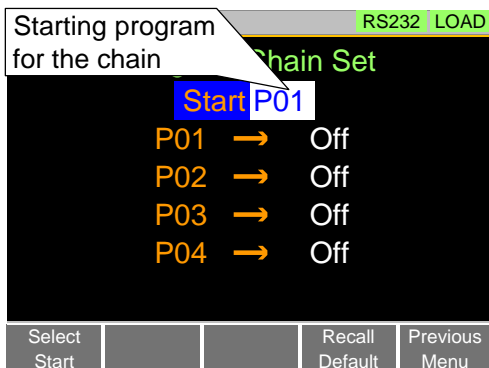 Starting program
for the chain
RS232 LOAD
Chain Set
Start P01
P01 → Off
P02 → Off
P03 → Off
P04 → Off
Select
Start
Recall
Default
Previous
Menu